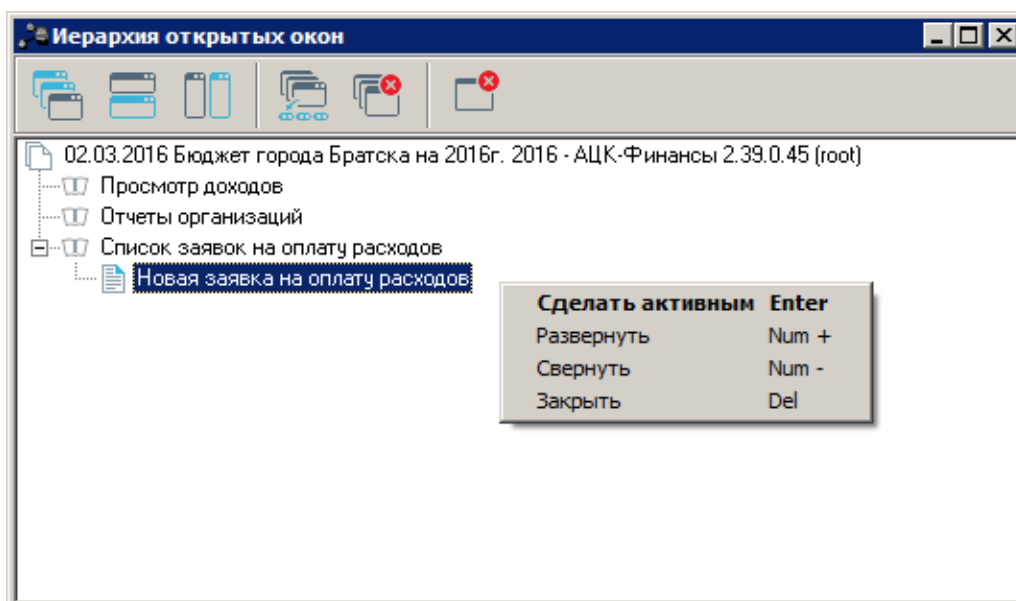 Иерархия открытых окон
02.03.2016 Бюджет города Братска на 2016г. 2016 - АЦК-Финансы 2.39.0.45 (root)
Просмотр доходов
Отчеты организаций
Список заявок на оплату расходов
Новая заявка на оплату расходов
Сделать активным Enter
Развернуть Num +
Свернуть Num -
Закрыть Del